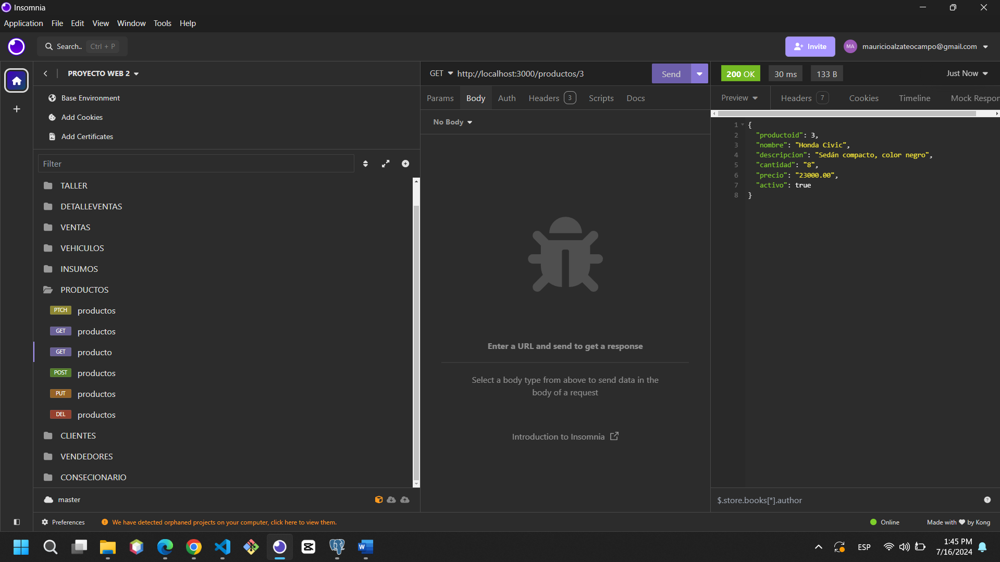 Insomnia
Application File Edit View Window Tools Help
Search.. Ctrl + P
Invite
MA
mauricioalzateocampo@gmail.com
PROYECTO WEB 2
Base Environment
Add Cookies
Add Certificates
Filter
TALLER
DETALLEVENTAS
VENTAS
VEHICULOS
INSUMOS
PRODUCTOS
PTCH productos
GET productos
GET producto
POST productos
PUT productos
DEL productos
CLIENTES
VENDEDORES
CONSECIONARIO
master
GET http://localhost:3000/productos/3 Send
Params Body Auth Headers 3 Scripts Docs
No Body
Enter a URL and send to get a response
Select a body type from above to send data in the
body of a request
Introduction to Insomnia
200 OK 30 ms 133 B Just Now
Preview Headers 7 Cookies Timeline Mock Respor
1 {
2 "productoid": 3,
3 "nombre": "Honda Civic",
4 "descripcion": "Sedán compacto, color negro",
5 "cantidad": "8",
6 "precio": "23000.00",
7 "activo": true
8 }
$.store.books[*].author
Preferences
We have detected orphaned projects on your computer, click here to view them.
Online
Made with ❤ by Kong
ESP
1:45 PM
7/16/2024